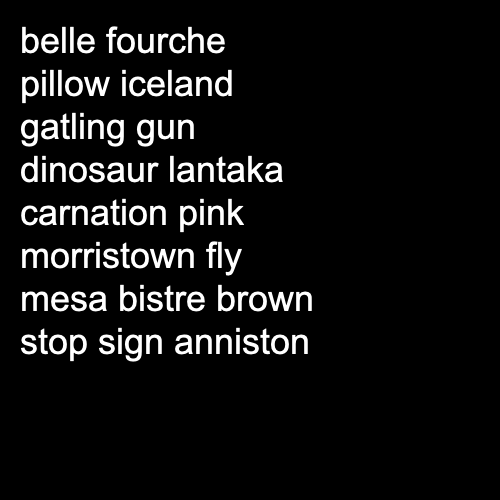 belle fourche
pillow iceland
gatling gun
dinosaur lantaka
carnation pink
morristown fly
mesa bistre brown
stop sign anniston